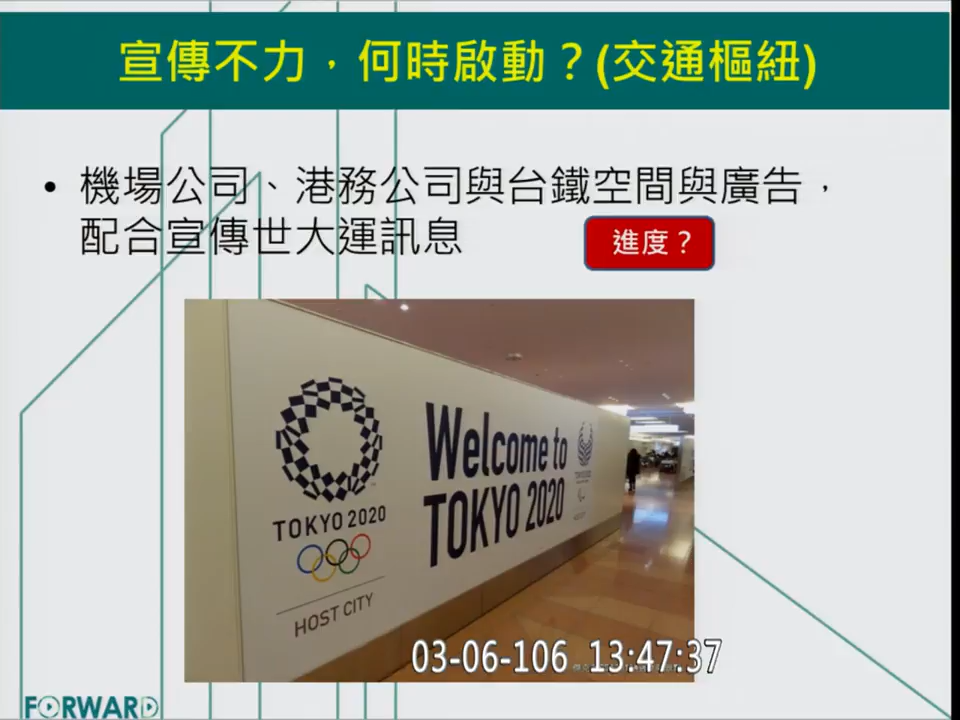 宣傳不力，何時啟動？(交通樞紐)
• 機場公司、港務公司與台鐵空間與廣告，
配合宣傳世大運訊息
進度？
Welcome to
TOKYO 2020
TOKYO 2020
HOST CITY
03-06-106 13:47:37
FORWARD